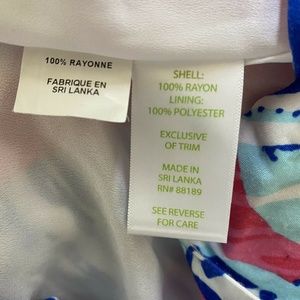 100% RAYONNE
FABRIQUE EN
SRI LANKA
SHELL:
100% RAYON
LINING:
100% POLYESTER
EXCLUSIVE
OF TRIM
MADE IN
SRI LANKA
RN# 88189
SEE REVERSE
FOR CARE